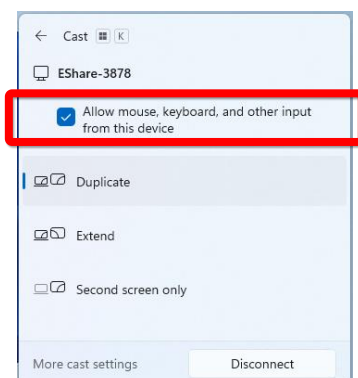 Cast K
EShare-3878
Allow mouse, keyboard, and other input
from this device
Duplicate
Extend
Second screen only
More cast settings Disconnect